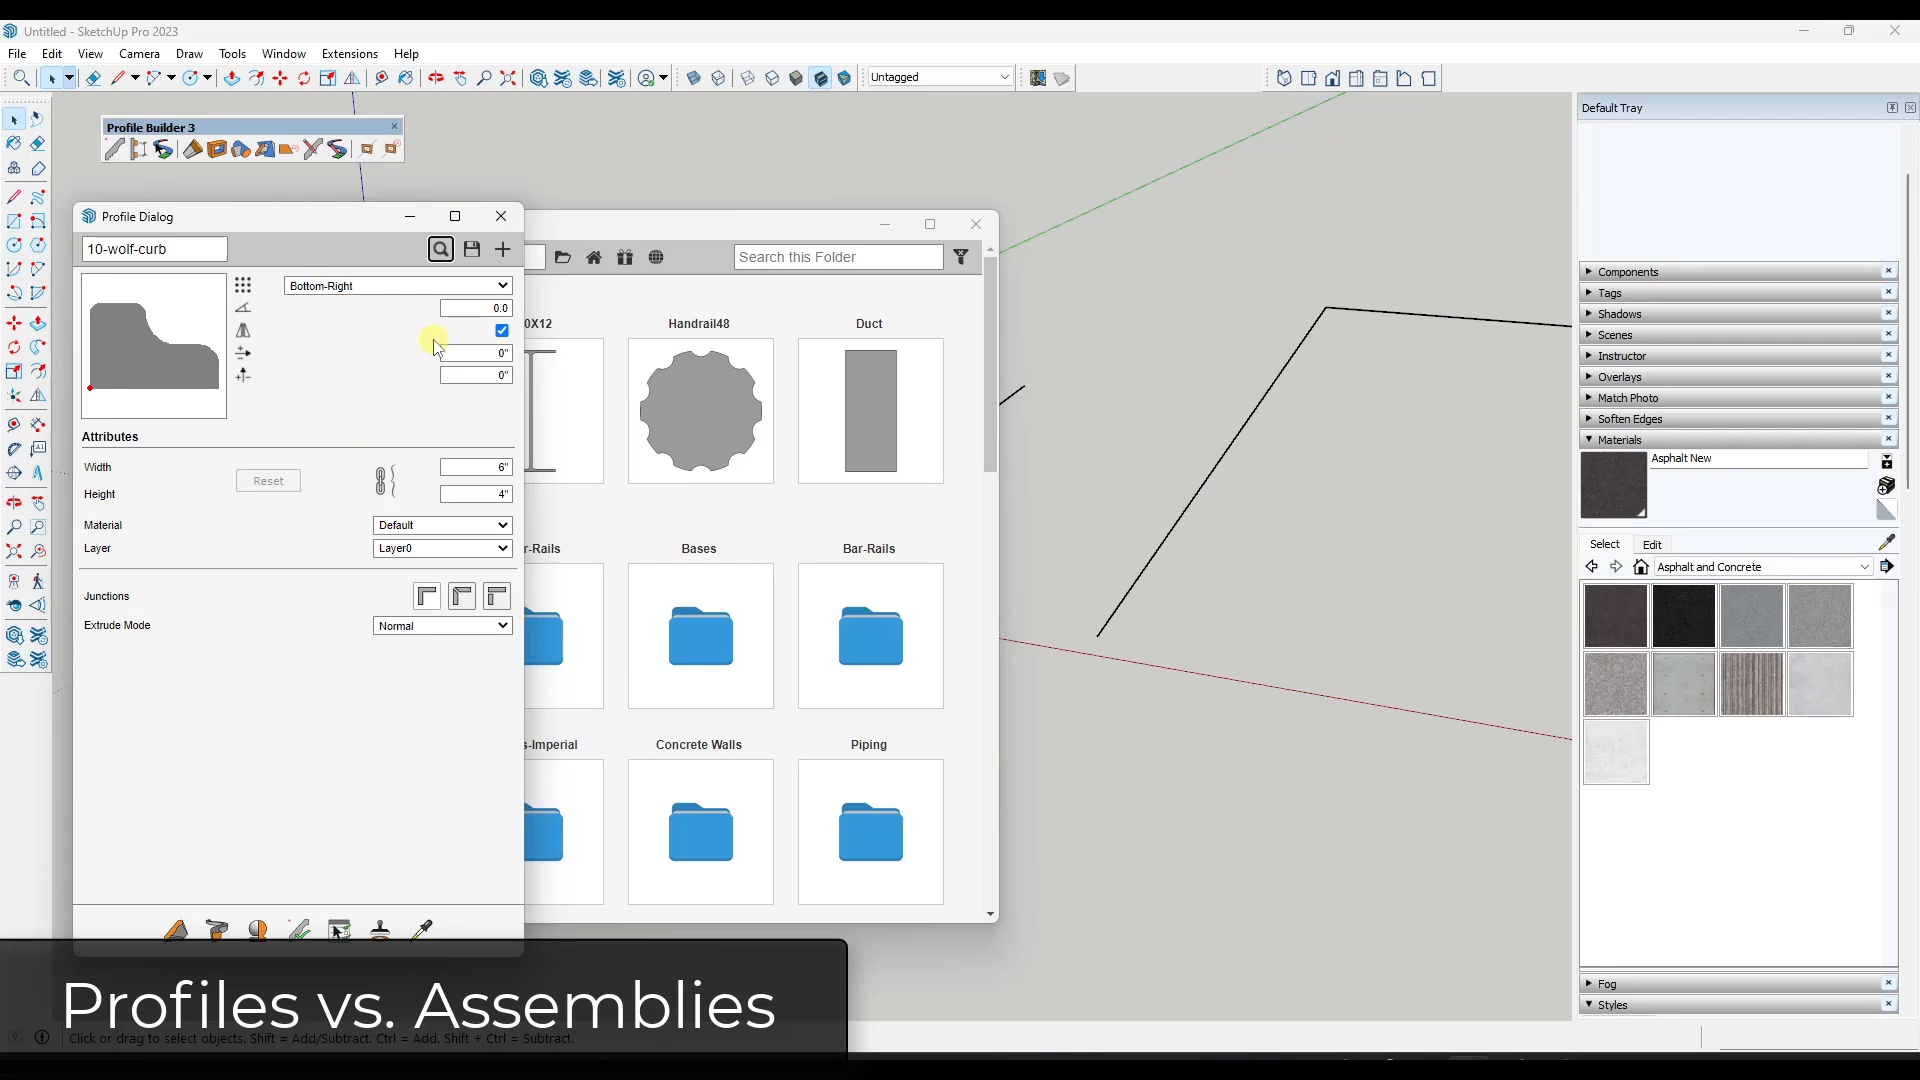 Untitled - SketchUp Pro 2023
File Edit View Camera Draw Tools Window Extensions Help
Untagged
Default Tray
Profile Builder 3
Profile Dialog
10-wolf-curb
Bottom-Right
0.0
0"
0"
Attributes
Width 6"
Reset
Height 4"
Material Default
Layer Layer0
Junctions
Extrude Mode Normal
Search this Folder
0X12 Handrail48 Duct
r-Rails Bases Bar-Rails
s-Imperial Concrete Walls Piping
Components
Tags
Shadows
Scenes
Instructor
Overlays
Match Photo
Soften Edges
Materials
Asphalt New
Select Edit
Asphalt and Concrete
Fog
Styles
Profiles vs. Assemblies
Click or drag to select objects. Shift = Add/Subtract. Ctrl = Add. Shift + Ctrl = Subtract.